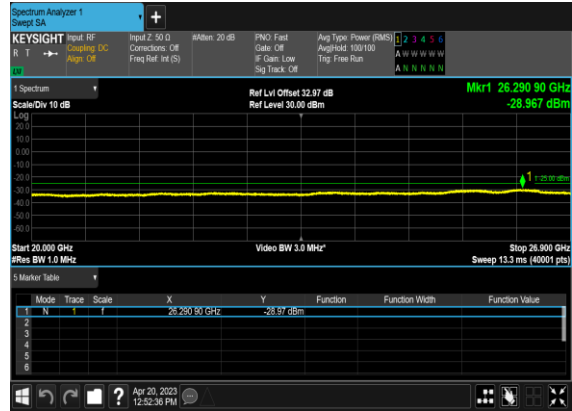 Spectrum Analyzer 1
Swept SA
+
KEYSIGHT Input: RF Input Z: 50 Ω #Atten: 20 dB PNO: Fast Avg Type: Power (RMS) 1 2 3 4 5 6
R T Coupling: DC Corrections: Off Gate: Off Avg|Hold: 100/100 A W W W W W
Align: Off Freq Ref: Int (S) IF Gain: Low Trig: Free Run
Sig Track: Off A N N N N N
1 Spectrum Ref Lvl Offset 32.97 dB Mkr1 26.290 90 GHz
Scale/Div 10 dB Ref Level 30.00 dBm -28.967 dBm
Log
20.0
10.0
0.00
-10.0
1
-20.0
-30.0
-40.0
-50.0
-60.0
Start 20.000 GHz Video BW 3.0 MHz* Stop 26.900 GHz
#Res BW 1.0 MHz Sweep 13.3 ms (40001 pts)
5 Marker Table
Mode Trace Scale X Y Function Function Width Function Value
1 N 1 f 26.290 90 GHz -28.97 dBm
2
3
4
5
6
? Apr 20, 2023
12:52:36 PM